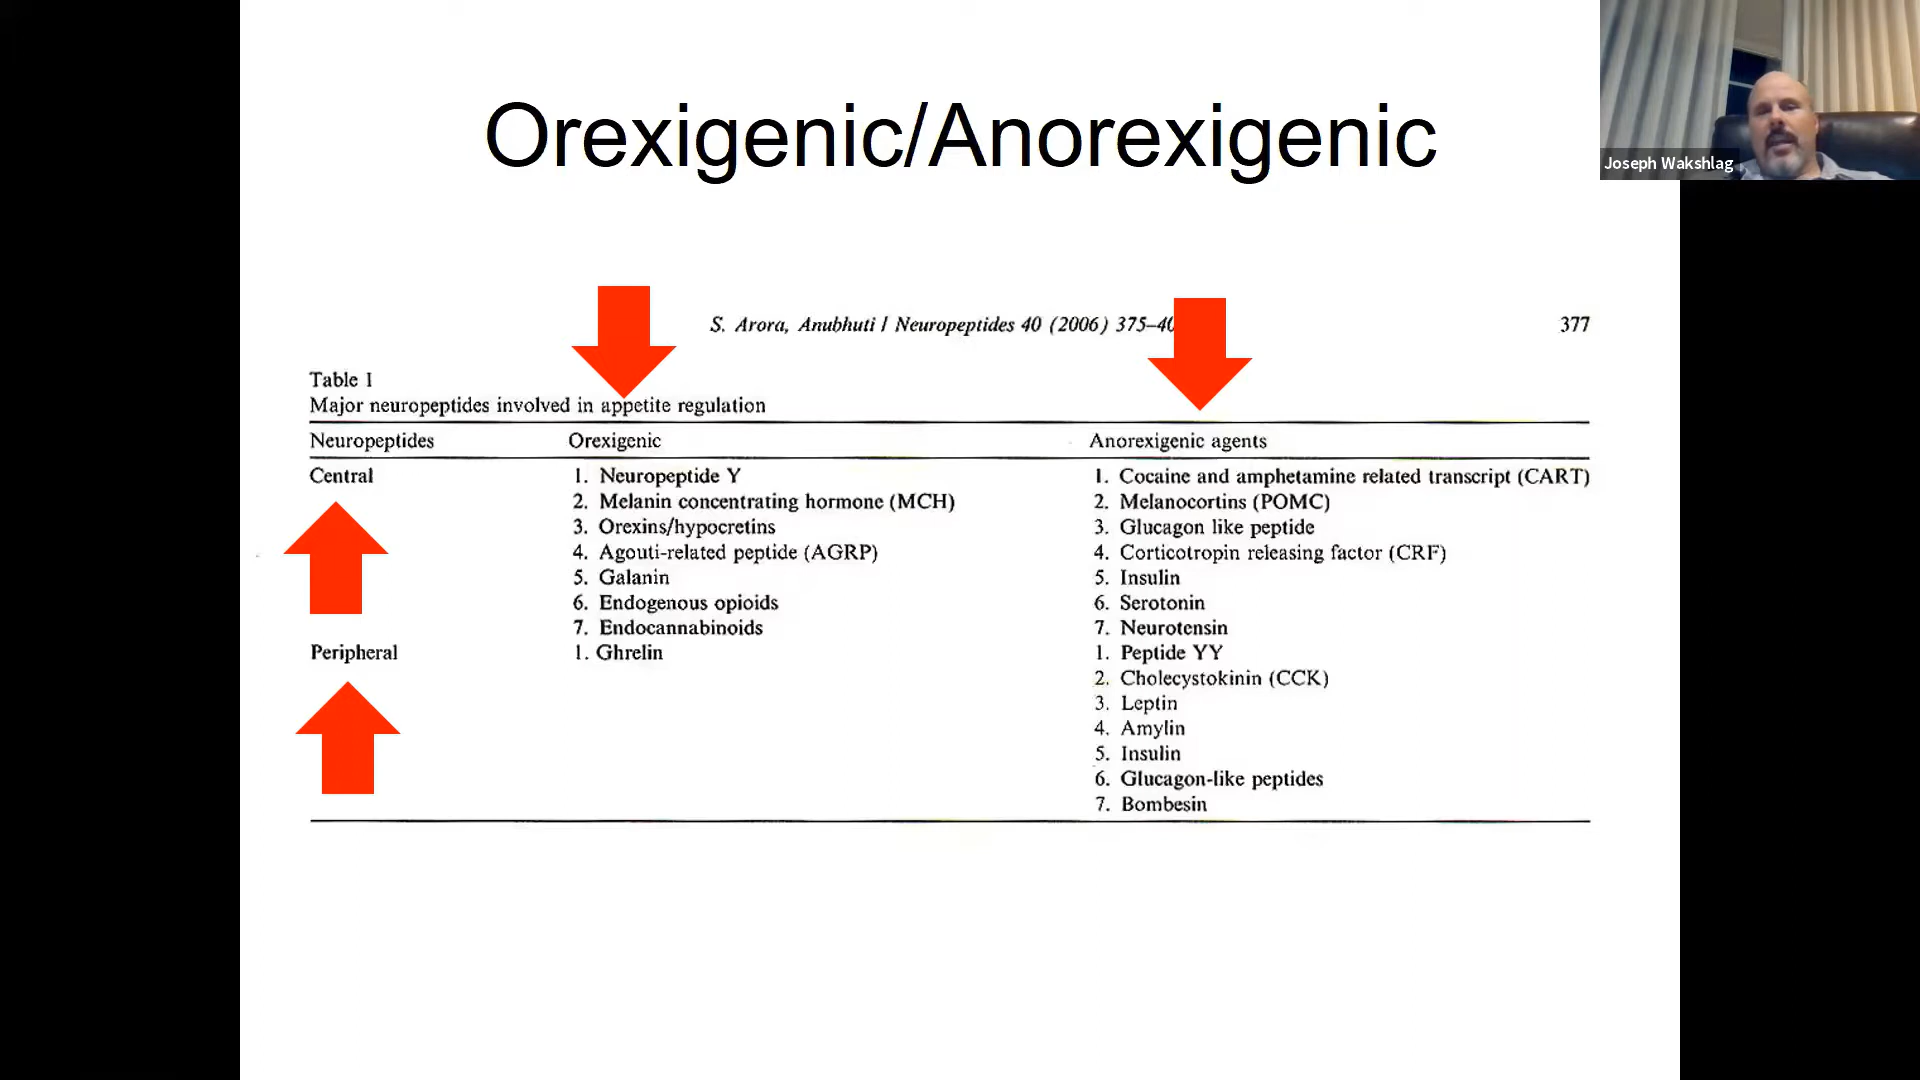 Orexigenic/Anorexigenic
Joseph Wakshlag
S. Arora, Anubhuti / Neuropeptides 40 (2006) 375–40
377
Table 1
Major neuropeptides involved in appetite regulation
Neuropeptides Orexigenic Anorexigenic agents
Central 1. Neuropeptide Y 1. Cocaine and amphetamine related transcript (CART)
2. Melanin concentrating hormone (MCH) 2. Melanocortins (POMC)
3. Orexins/hypocretins 3. Glucagon like peptide
4. Agouti-related peptide (AGRP) 4. Corticotropin releasing factor (CRF)
5. Galanin 5. Insulin
6. Endogenous opioids 6. Serotonin
7. Endocannabinoids 7. Neurotensin
Peripheral 1. Ghrelin 1. Peptide YY
2. Cholecystokinin (CCK)
3. Leptin
4. Amylin
5. Insulin
6. Glucagon-like peptides
7. Bombesin